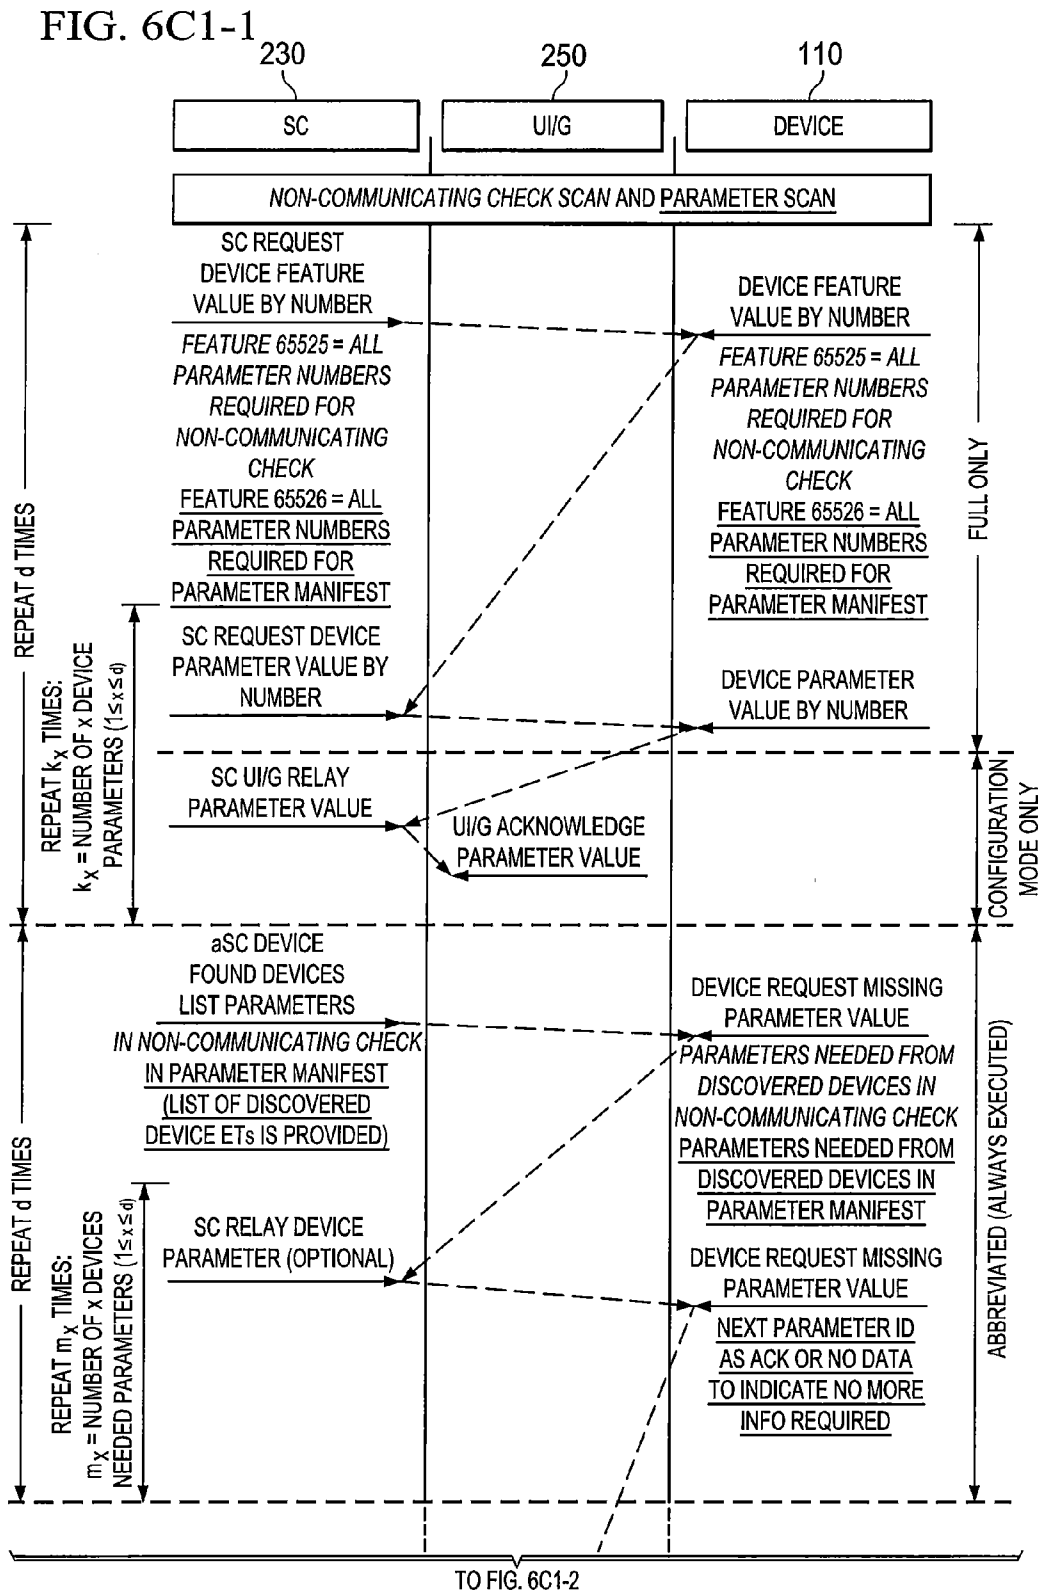 FIG. 6C1-1
230
250
110
SC
UI/G
DEVICE
NON-COMMUNICATING CHECK SCAN AND PARAMETER SCAN
SC REQUEST
DEVICE FEATURE
VALUE BY NUMBER
FEATURE 65525 = ALL
PARAMETER NUMBERS
REQUIRED FOR
NON-COMMUNICATING
CHECK
FEATURE 65526 = ALL
PARAMETER NUMBERS
REQUIRED FOR
PARAMETER MANIFEST
DEVICE FEATURE
VALUE BY NUMBER
FEATURE 65525 = ALL
PARAMETER NUMBERS
REQUIRED FOR
NON-COMMUNICATING
CHECK
FEATURE 65526 = ALL
PARAMETER NUMBERS
REQUIRED FOR
PARAMETER MANIFEST
REPEAT d TIMES
FULL ONLY
SC REQUEST DEVICE
PARAMETER VALUE BY
NUMBER
DEVICE PARAMETER
VALUE BY NUMBER
REPEAT kx TIMES:
kx = NUMBER OF x DEVICE
PARAMETERS (1≤x≤d)
SC UI/G RELAY
PARAMETER VALUE
UI/G ACKNOWLEDGE
PARAMETER VALUE
CONFIGURATION
MODE ONLY
aSC DEVICE
FOUND DEVICES
LIST PARAMETERS
IN NON-COMMUNICATING CHECK
IN PARAMETER MANIFEST
(LIST OF DISCOVERED
DEVICE ETs IS PROVIDED)
DEVICE REQUEST MISSING
PARAMETER VALUE
PARAMETERS NEEDED FROM
DISCOVERED DEVICES IN
NON-COMMUNICATING CHECK
PARAMETERS NEEDED FROM
DISCOVERED DEVICES IN
PARAMETER MANIFEST
REPEAT d TIMES
ABBREVIATED (ALWAYS EXECUTED)
REPEAT mx TIMES:
mx = NUMBER OF x DEVICES
NEEDED PARAMETERS (1≤x≤d)
SC RELAY DEVICE
PARAMETER (OPTIONAL)
DEVICE REQUEST MISSING
PARAMETER VALUE
NEXT PARAMETER ID
AS ACK OR NO DATA
TO INDICATE NO MORE
INFO REQUIRED
TO FIG. 6C1-2